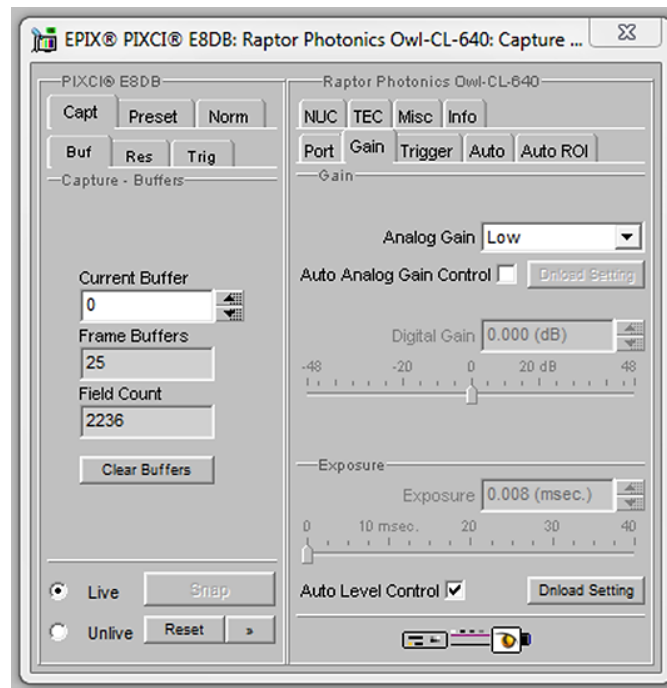 EPIX® PIXCI® E8DB: Raptor Photonics Owl-CL-640: Capture ...
PIXCI® E8DB
Capt Preset Norm
Buf Res Trig
Capture - Buffers
Current Buffer
0
Frame Buffers
25
Field Count
2236
Clear Buffers
Live Snap
Unlive Reset »
Raptor Photonics Owl-CL-640
NUC TEC Misc Info
Port Gain Trigger Auto Auto ROI
Gain
Analog Gain Low
Auto Analog Gain Control Dnload Setting
Digital Gain 0.000 (dB)
-48 -20 0 20 dB 48
Exposure
Exposure 0.008 (msec.)
0 10 msec. 20 30 40
Auto Level Control Dnload Setting